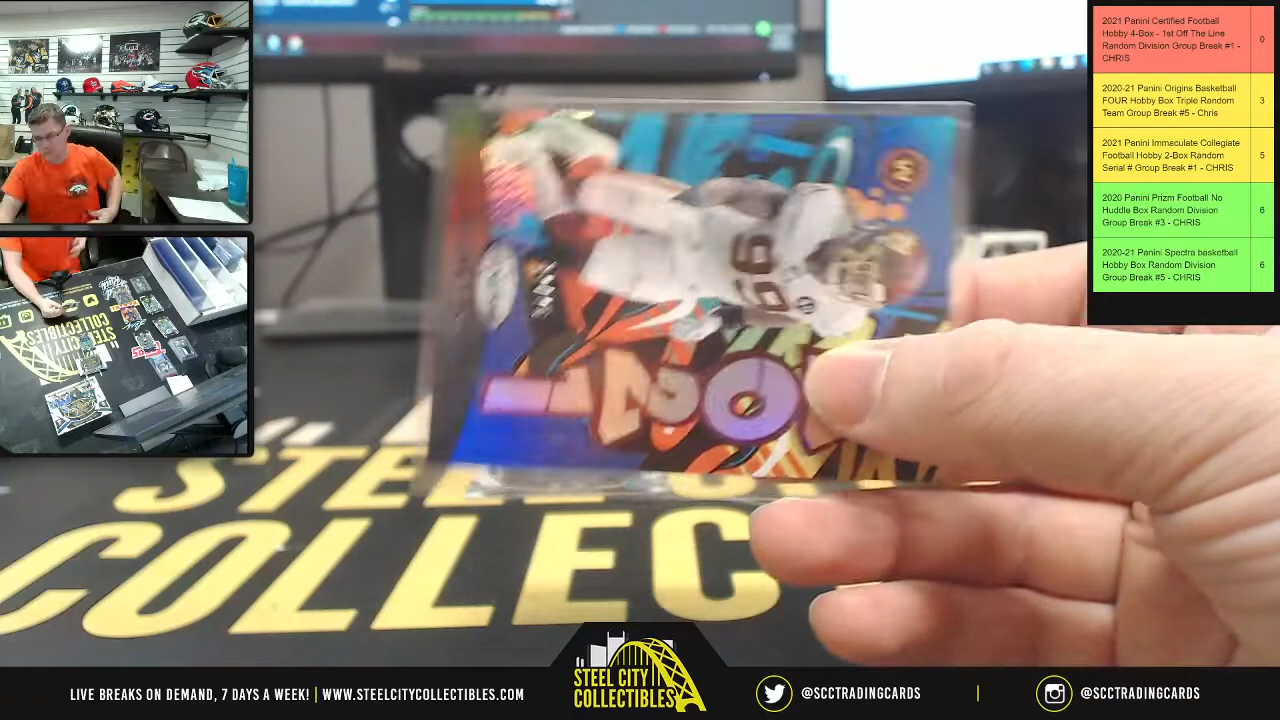 2021 Panini Certified Football
Hobby 4-Box - 1st Off The Line
Random Division Group Break #1 -
CHRIS
0
2020-21 Panini Origins Basketball
FOUR Hobby Box Triple Random
Team Group Break #5 - Chris
3
2021 Panini Immaculate Collegiate
Football Hobby 2-Box Random
Serial # Group Break #1 - CHRIS
5
2020 Panini Prizm Football No
Huddle Box Random Division
Group Break #3 - CHRIS
6
2020-21 Panini Spectra basketball
Hobby Box Random Division
Group Break #5 - CHRIS
6
99
STEEL
COLLEC
STEEL CITY
COLLECTIBLES
LIVE BREAKS ON DEMAND, 7 DAYS A WEEK! | WWW.STEELCITYCOLLECTIBLES.COM
STEEL CITY
COLLECTIBLES
@SCCTRADINGCARDS
@SCCTRADINGCARDS